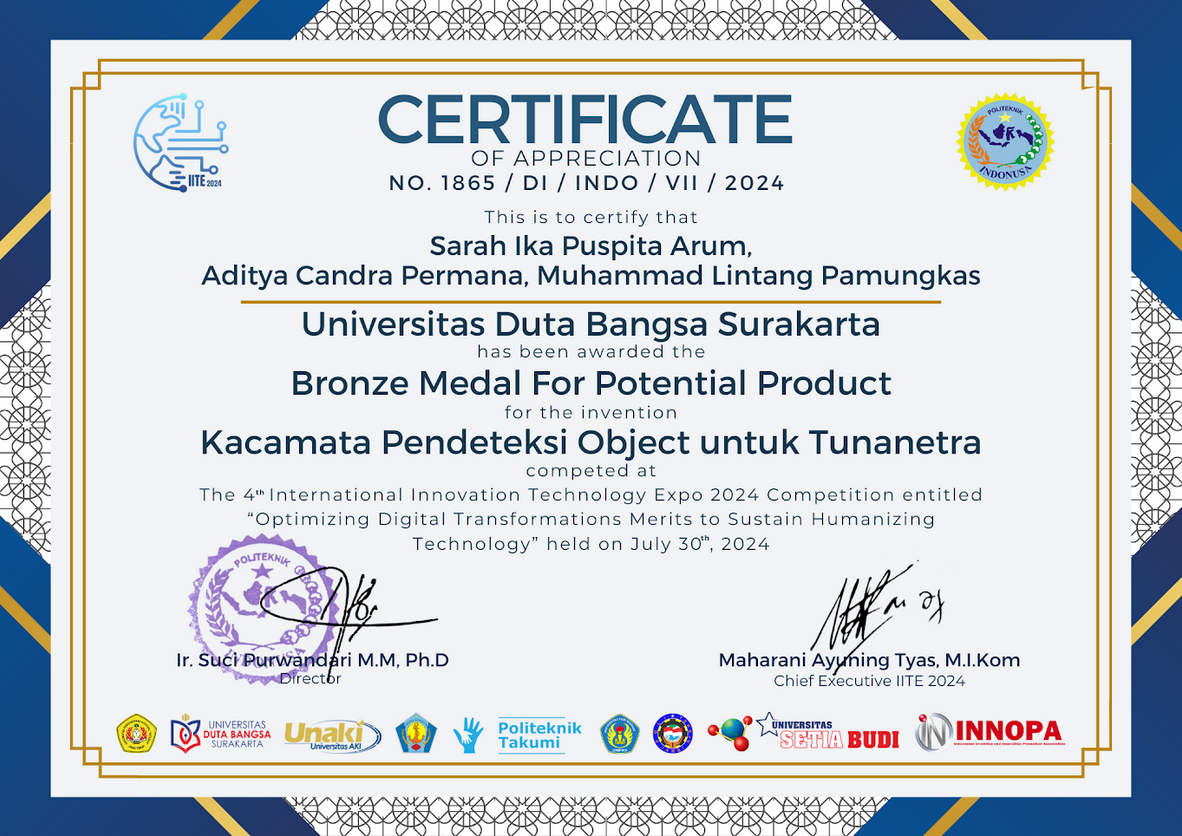 CERTIFICATE
OF APPRECIATION
NO. 1865 / DI / INDO / VII / 2024
IITE 2024
POLITEKNIK
INDONUSA
This is to certify that
Sarah Ika Puspita Arum,
Aditya Candra Permana, Muhammad Lintang Pamungkas
Universitas Duta Bangsa Surakarta
has been awarded the
Bronze Medal For Potential Product
for the invention
Kacamata Pendeteksi Object untuk Tunanetra
competed at
The 4th International Innovation Technology Expo 2024 Competition entitled
“Optimizing Digital Transformations Merits to Sustain Humanizing
Technology” held on July 30th, 2024
POLITEKNIK
INDONUSA
Ir. Suci Purwandari M.M, Ph.D
Director
Maharani Ayuning Tyas, M.I.Kom
Chief Executive IITE 2024
UNIVERSITAS
DUTA BANGSA
SURAKARTA
Unaki
Universitas AKI
Politeknik
Takumi
UNIVERSITAS
SETIA BUDI
INNOPA
Indonesian Invention and Innovation Promotion Association